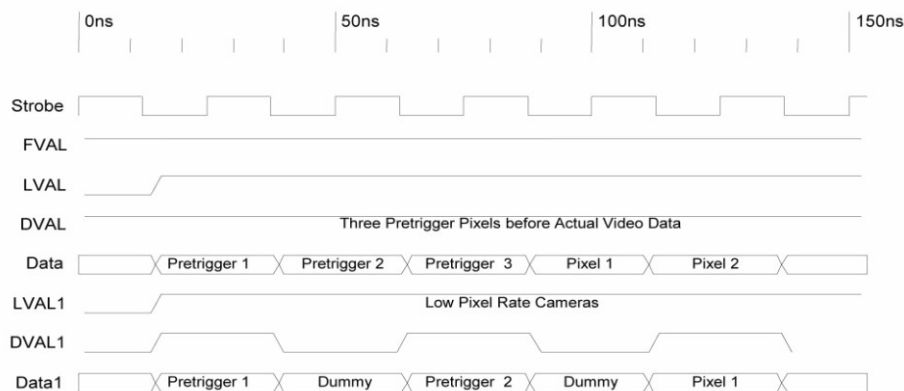 0ns 50ns 100ns 150ns
Strobe
FVAL
LVAL
DVAL Three Pretrigger Pixels before Actual Video Data
Data Pretrigger 1 Pretrigger 2 Pretrigger 3 Pixel 1 Pixel 2
LVAL1 Low Pixel Rate Cameras
DVAL1
Data1 Pretrigger 1 Dummy Pretrigger 2 Dummy Pixel 1